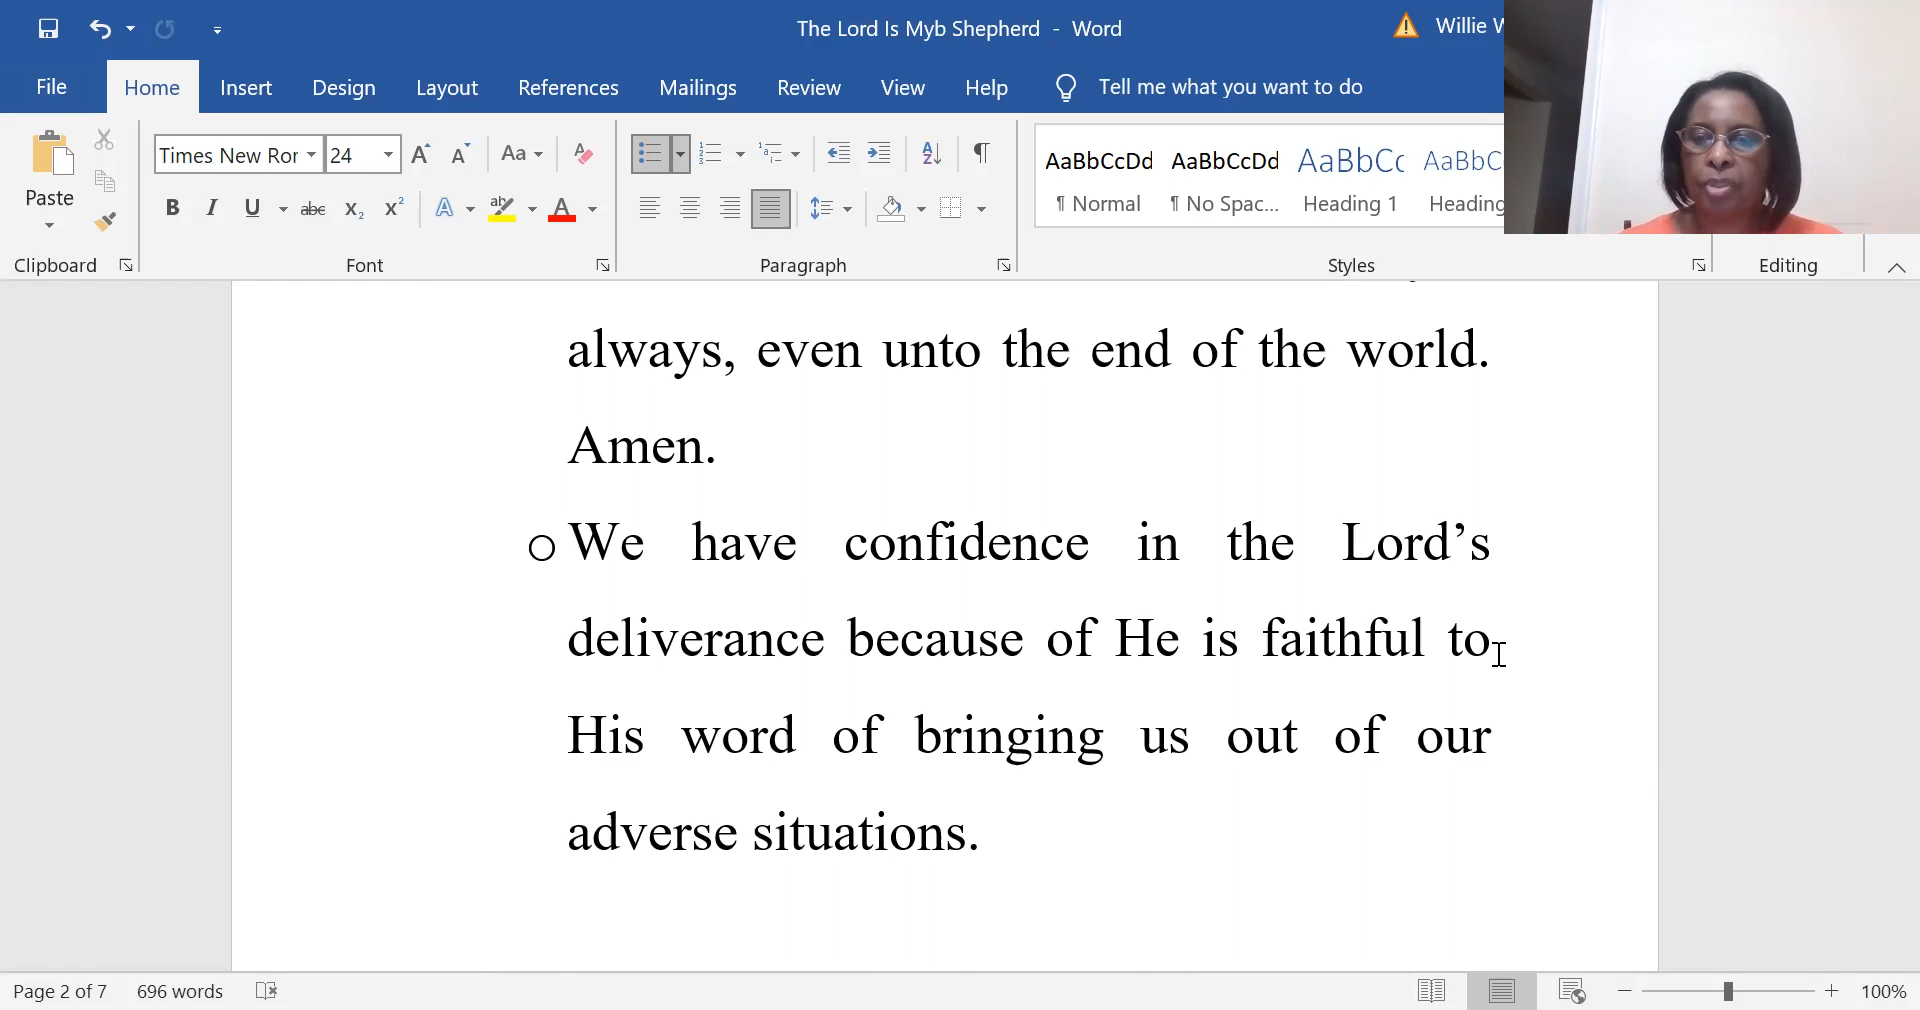 The Lord Is Myb Shepherd - Word
Willie W
File Home Insert Design Layout References Mailings Review View Help Tell me what you want to do
Paste
Clipboard
Times New Ror 24
Aa
B I U abc X₂ X²
Font
Paragraph
AaBbCcDd AaBbCcDd AaBbCc AaBbC
¶ Normal ¶ No Spac... Heading 1 Heading
Styles
Editing
always, even unto the end of the world.
Amen.
o We have confidence in the Lord’s
deliverance because of He is faithful to
His word of bringing us out of our
adverse situations.
Page 2 of 7 696 words 100%